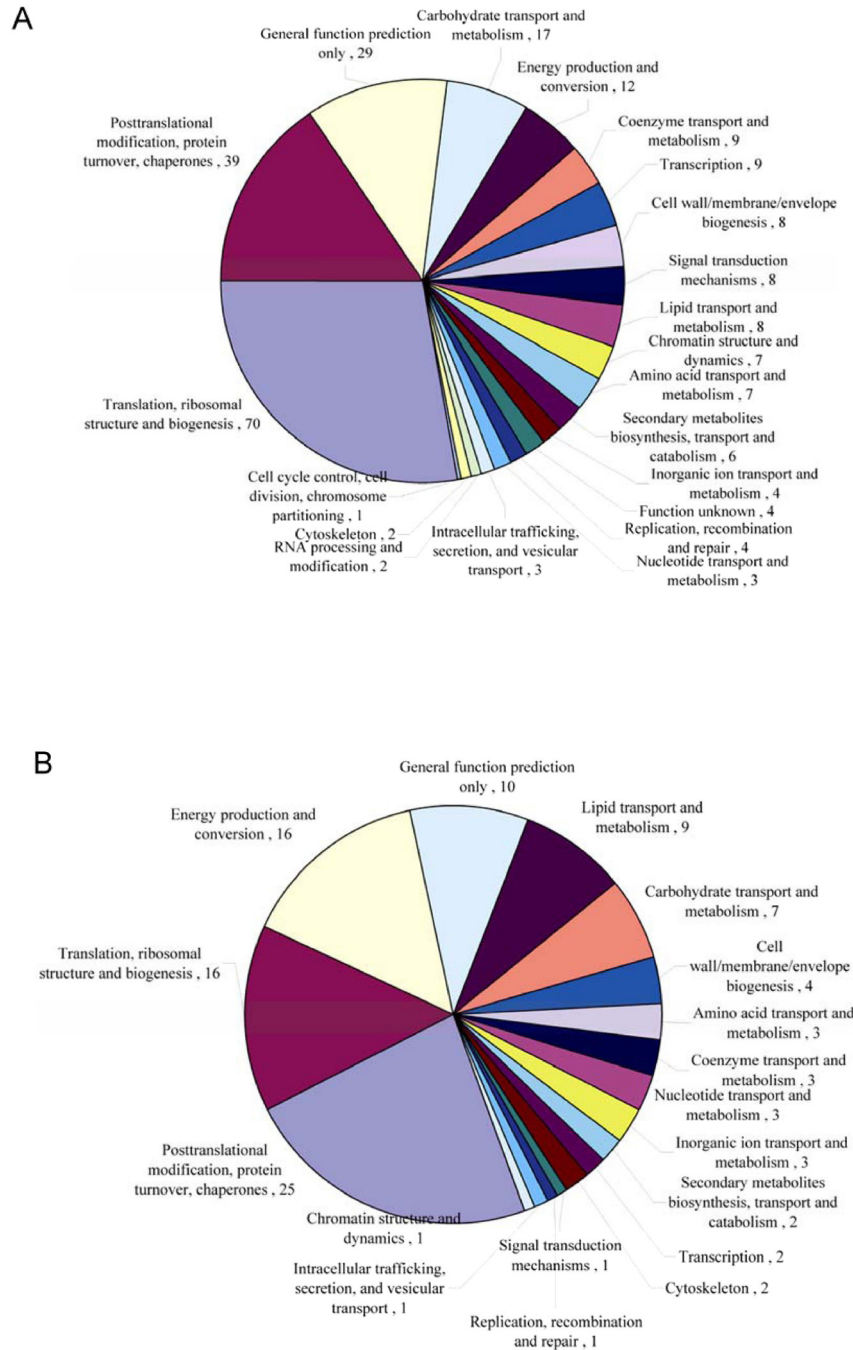 A
Carbohydrate transport and
metabolism , 17
General function prediction
only , 29
Energy production and
conversion , 12
Posttranslational
modification, protein
turnover, chaperones , 39
Coenzyme transport and
metabolism , 9
Transcription , 9
Cell wall/membrane/envelope
biogenesis , 8
Signal transduction
mechanisms , 8
Lipid transport and
metabolism , 8
Chromatin structure and
dynamics , 7
Amino acid transport and
metabolism , 7
Translation, ribosomal
structure and biogenesis , 70
Secondary metabolites
biosynthesis, transport and
catabolism , 6
Inorganic ion transport and
metabolism , 4
Function unknown , 4
Replication, recombination
and repair , 4
Nucleotide transport and
metabolism , 3
Intracellular trafficking,
secretion, and vesicular
transport , 3
Cell cycle control, cell
division, chromosome
partitioning , 1
Cytoskeleton , 2
RNA processing and
modification , 2
B
General function prediction
only , 10
Energy production and
conversion , 16
Lipid transport and
metabolism , 9
Carbohydrate transport and
metabolism , 7
Translation, ribosomal
structure and biogenesis , 16
Cell
wall/membrane/envelope
biogenesis , 4
Amino acid transport and
metabolism , 3
Coenzyme transport and
metabolism , 3
Nucleotide transport and
metabolism , 3
Inorganic ion transport and
metabolism , 3
Posttranslational
modification, protein
turnover, chaperones , 25
Secondary metabolites
biosynthesis, transport and
catabolism , 2
Chromatin structure and
dynamics , 1
Signal transduction
mechanisms , 1
Transcription , 2
Intracellular trafficking,
secretion, and vesicular
transport , 1
Cytoskeleton , 2
Replication, recombination
and repair , 1